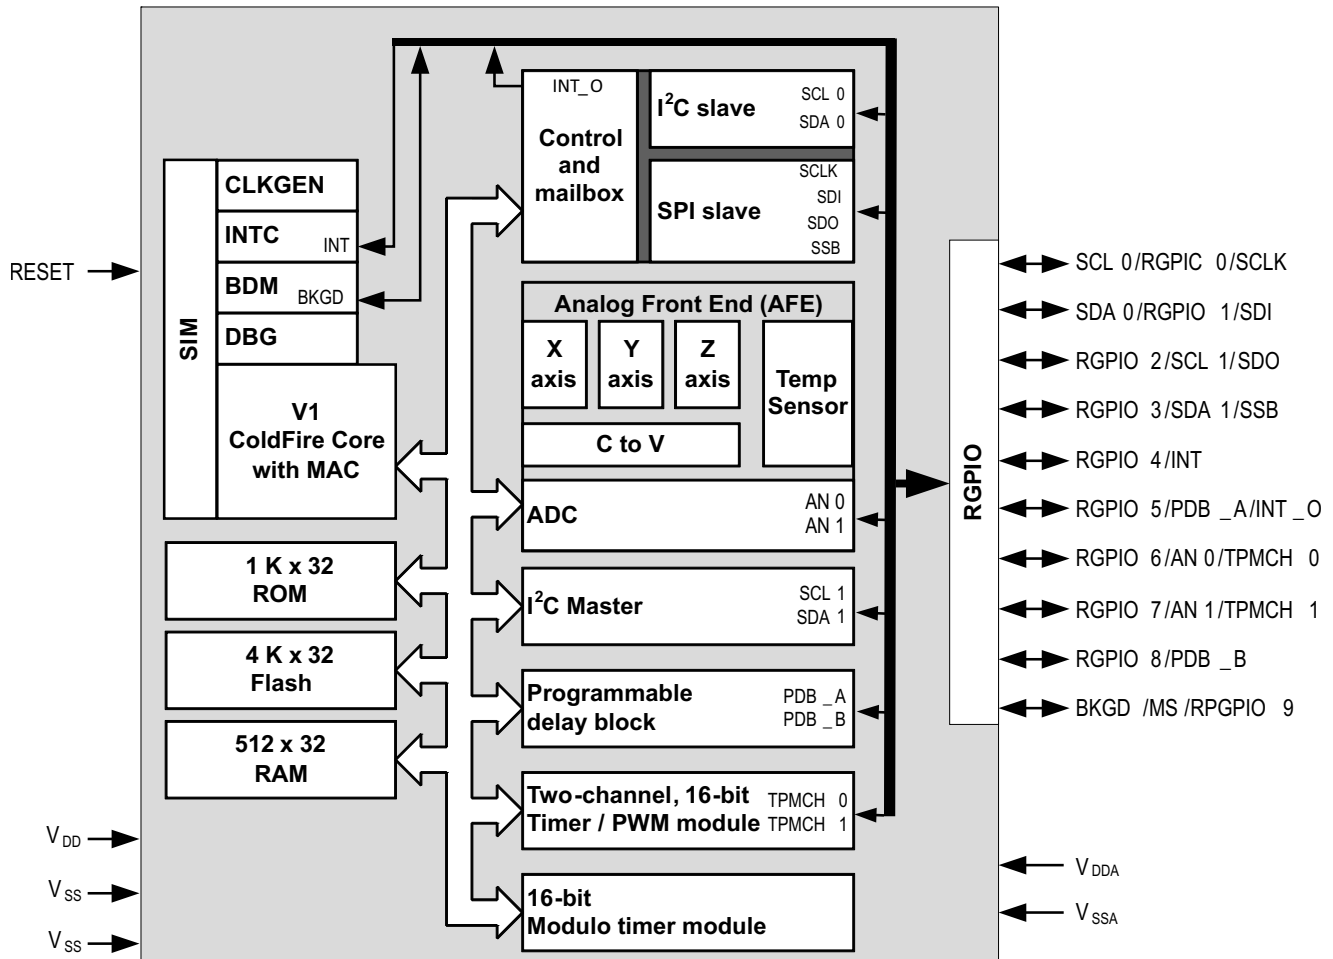 INT_O
Control
and
mailbox
I²C slave
SCL 0
SDA 0
SPI slave
SCLK
SDI
SDO
SSB
SIM
CLKGEN
INTC
INT
BDM
BKGD
DBG
V1
ColdFire Core
with MAC
1 K x 32
ROM
4 K x 32
Flash
512 x 32
RAM
Analog Front End (AFE)
X
axis
Y
axis
Z
axis
Temp
Sensor
C to V
ADC
AN 0
AN 1
I²C Master
SCL 1
SDA 1
Programmable
delay block
PDB _A
PDB _B
Two-channel, 16-bit
Timer / PWM module
TPMCH 0
TPMCH 1
16-bit
Modulo timer module
RESET
VDD
VSS
VSS
RGPIO
SCL 0/RGPIC 0/SCLK
SDA 0/RGPIO 1/SDI
RGPIO 2/SCL 1/SDO
RGPIO 3/SDA 1/SSB
RGPIO 4/INT
RGPIO 5/PDB _A/INT _O
RGPIO 6/AN 0/TPMCH 0
RGPIO 7/AN 1/TPMCH 1
RGPIO 8/PDB _B
BKGD /MS /RPGPIO 9
VDDA
VSSA